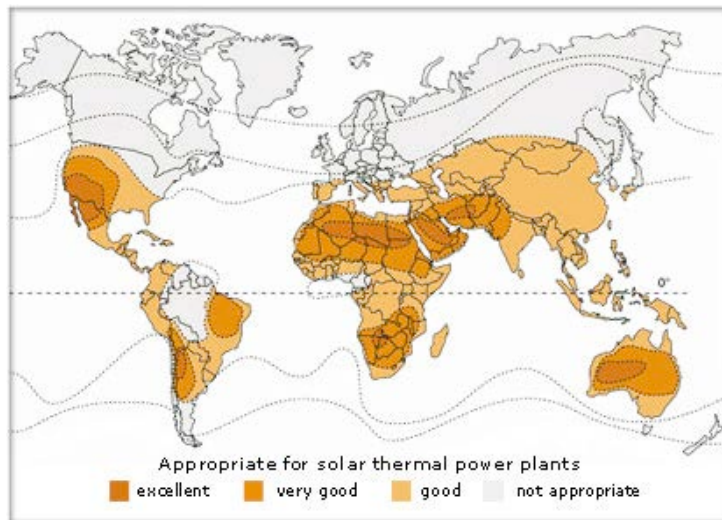 0°
Appropriate for solar thermal power plants
excellent very good good not appropriate